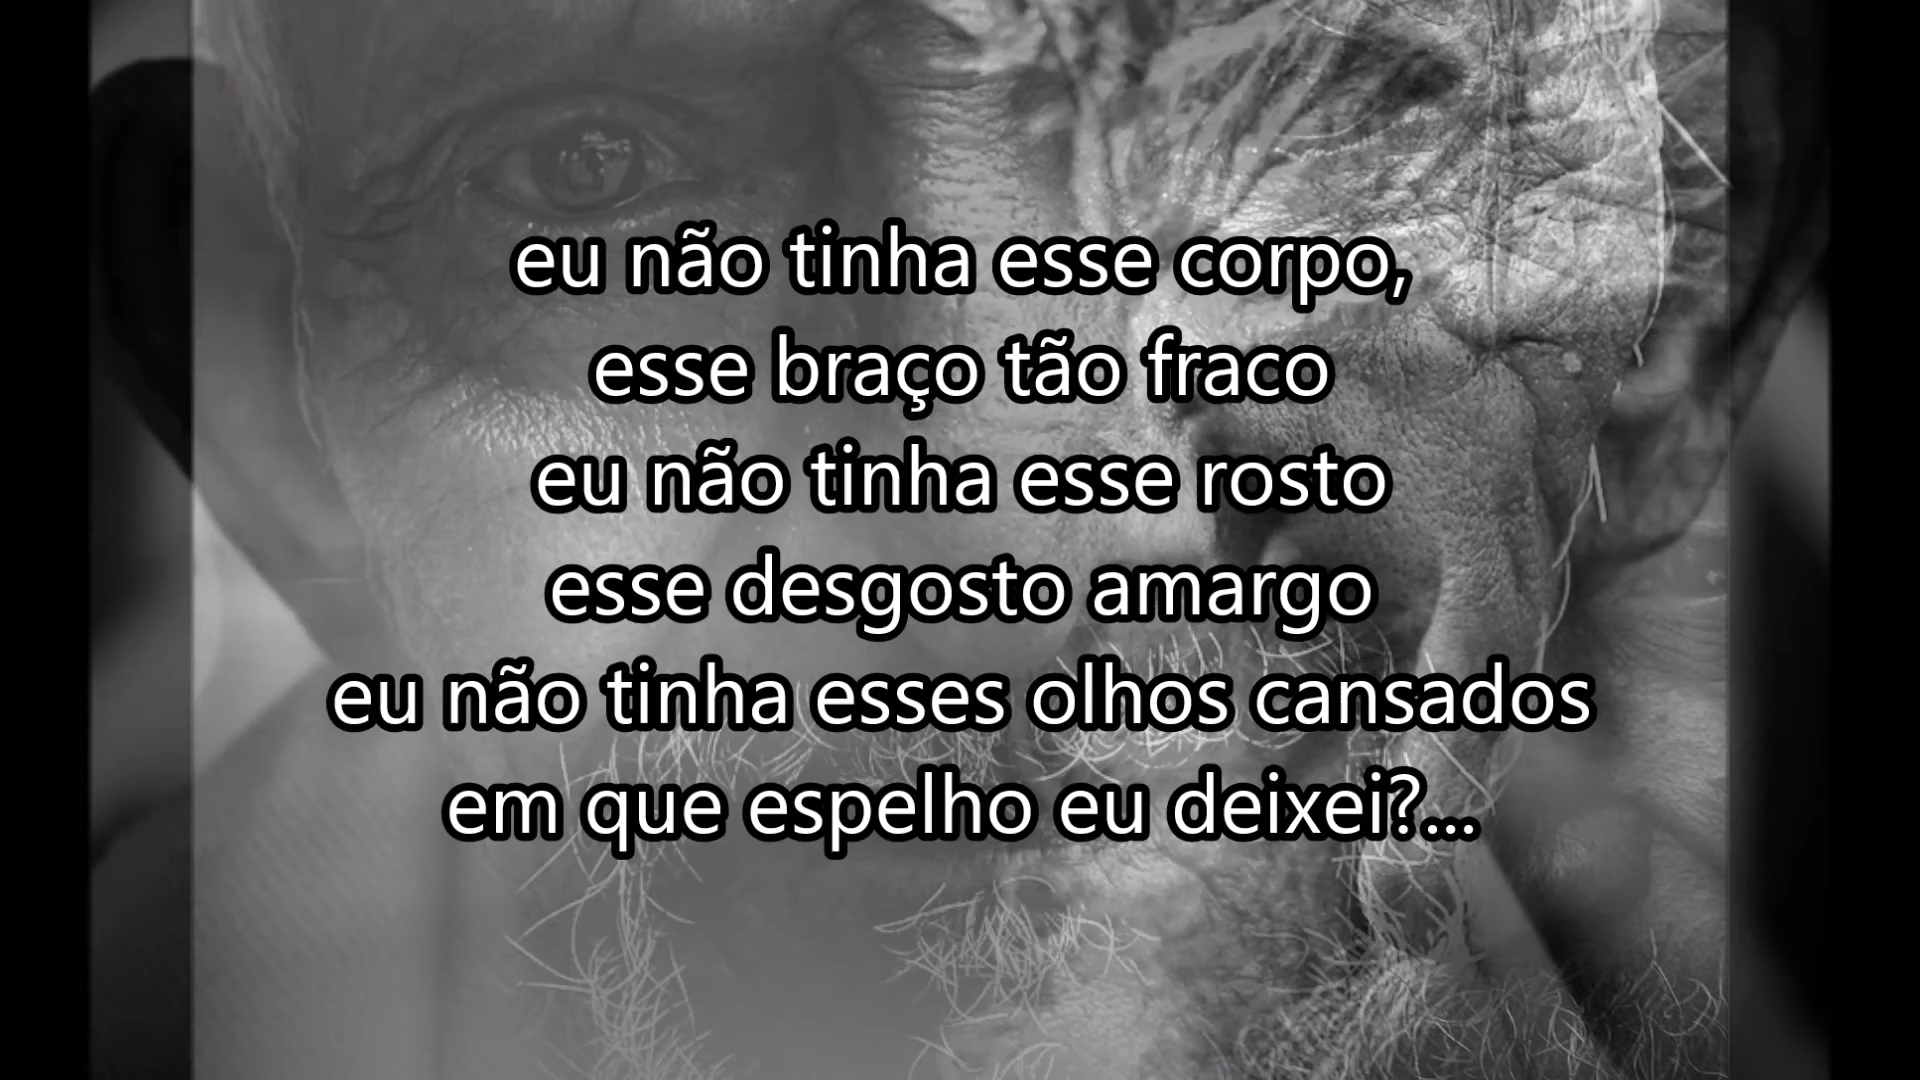 eu não tinha esse corpo,
esse braço tão fraco
eu não tinha esse rosto
esse desgosto amargo
eu não tinha esses olhos cansados
em que espelho eu deixei?...